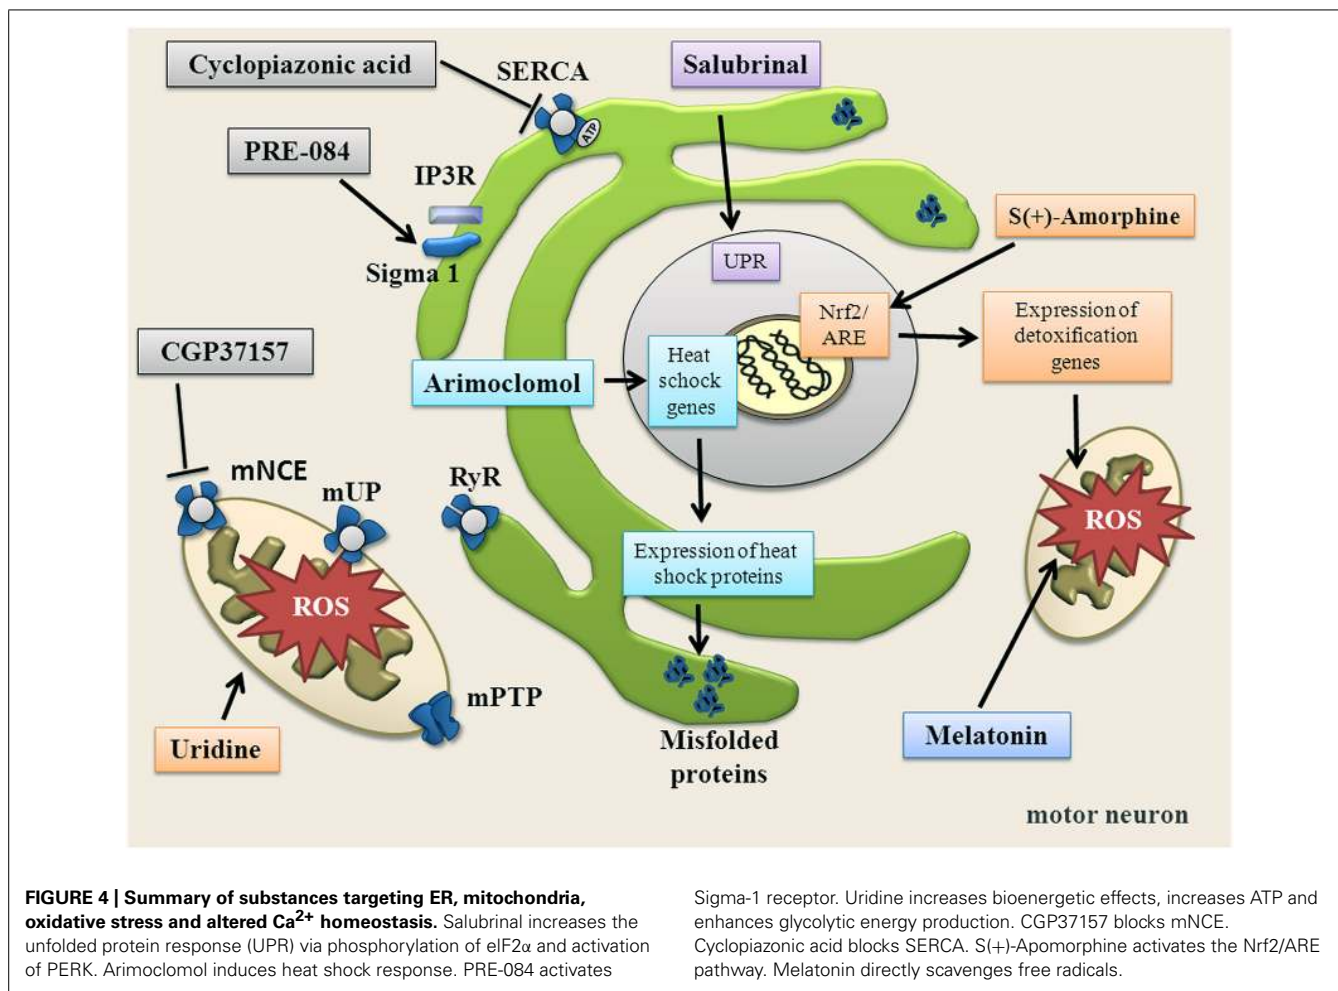 Cyclopiazonic acid
SERCA
ATP
Salubrinal
PRE-084
IP3R
Sigma 1
S(+)-Amorphine
UPR
Nrf2/
ARE
Expression of
detoxification
genes
CGP37157
Arimoclomol
Heat
schock
genes
mNCE
mUP
RyR
ROS
ROS
Expression of heat
shock proteins
mPTP
Uridine
Misfolded
proteins
Melatonin
motor neuron
FIGURE 4 | Summary of substances targeting ER, mitochondria,
oxidative stress and altered Ca2+ homeostasis. Salubrinal increases the
unfolded protein response (UPR) via phosphorylation of eIF2α and activation
of PERK. Arimoclomol induces heat shock response. PRE-084 activates
Sigma-1 receptor. Uridine increases bioenergetic effects, increases ATP and
enhances glycolytic energy production. CGP37157 blocks mNCE.
Cyclopiazonic acid blocks SERCA. S(+)-Apomorphine activates the Nrf2/ARE
pathway. Melatonin directly scavenges free radicals.